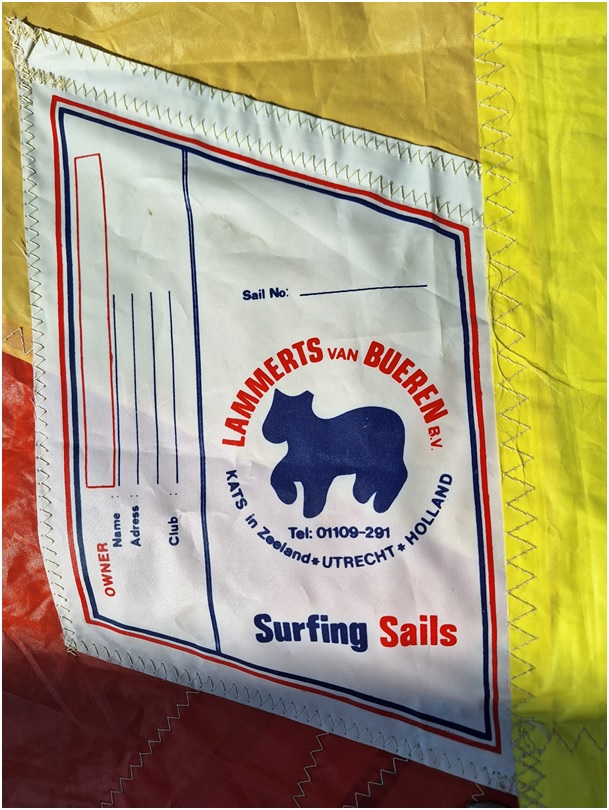 OWNER
Name :
Adress :
Club :
Sail No:
LAMMERTS VAN BUEREN B.V.
Tel: 01109-291
KATS in Zeeland * UTRECHT * HOLLAND
Surfing Sails